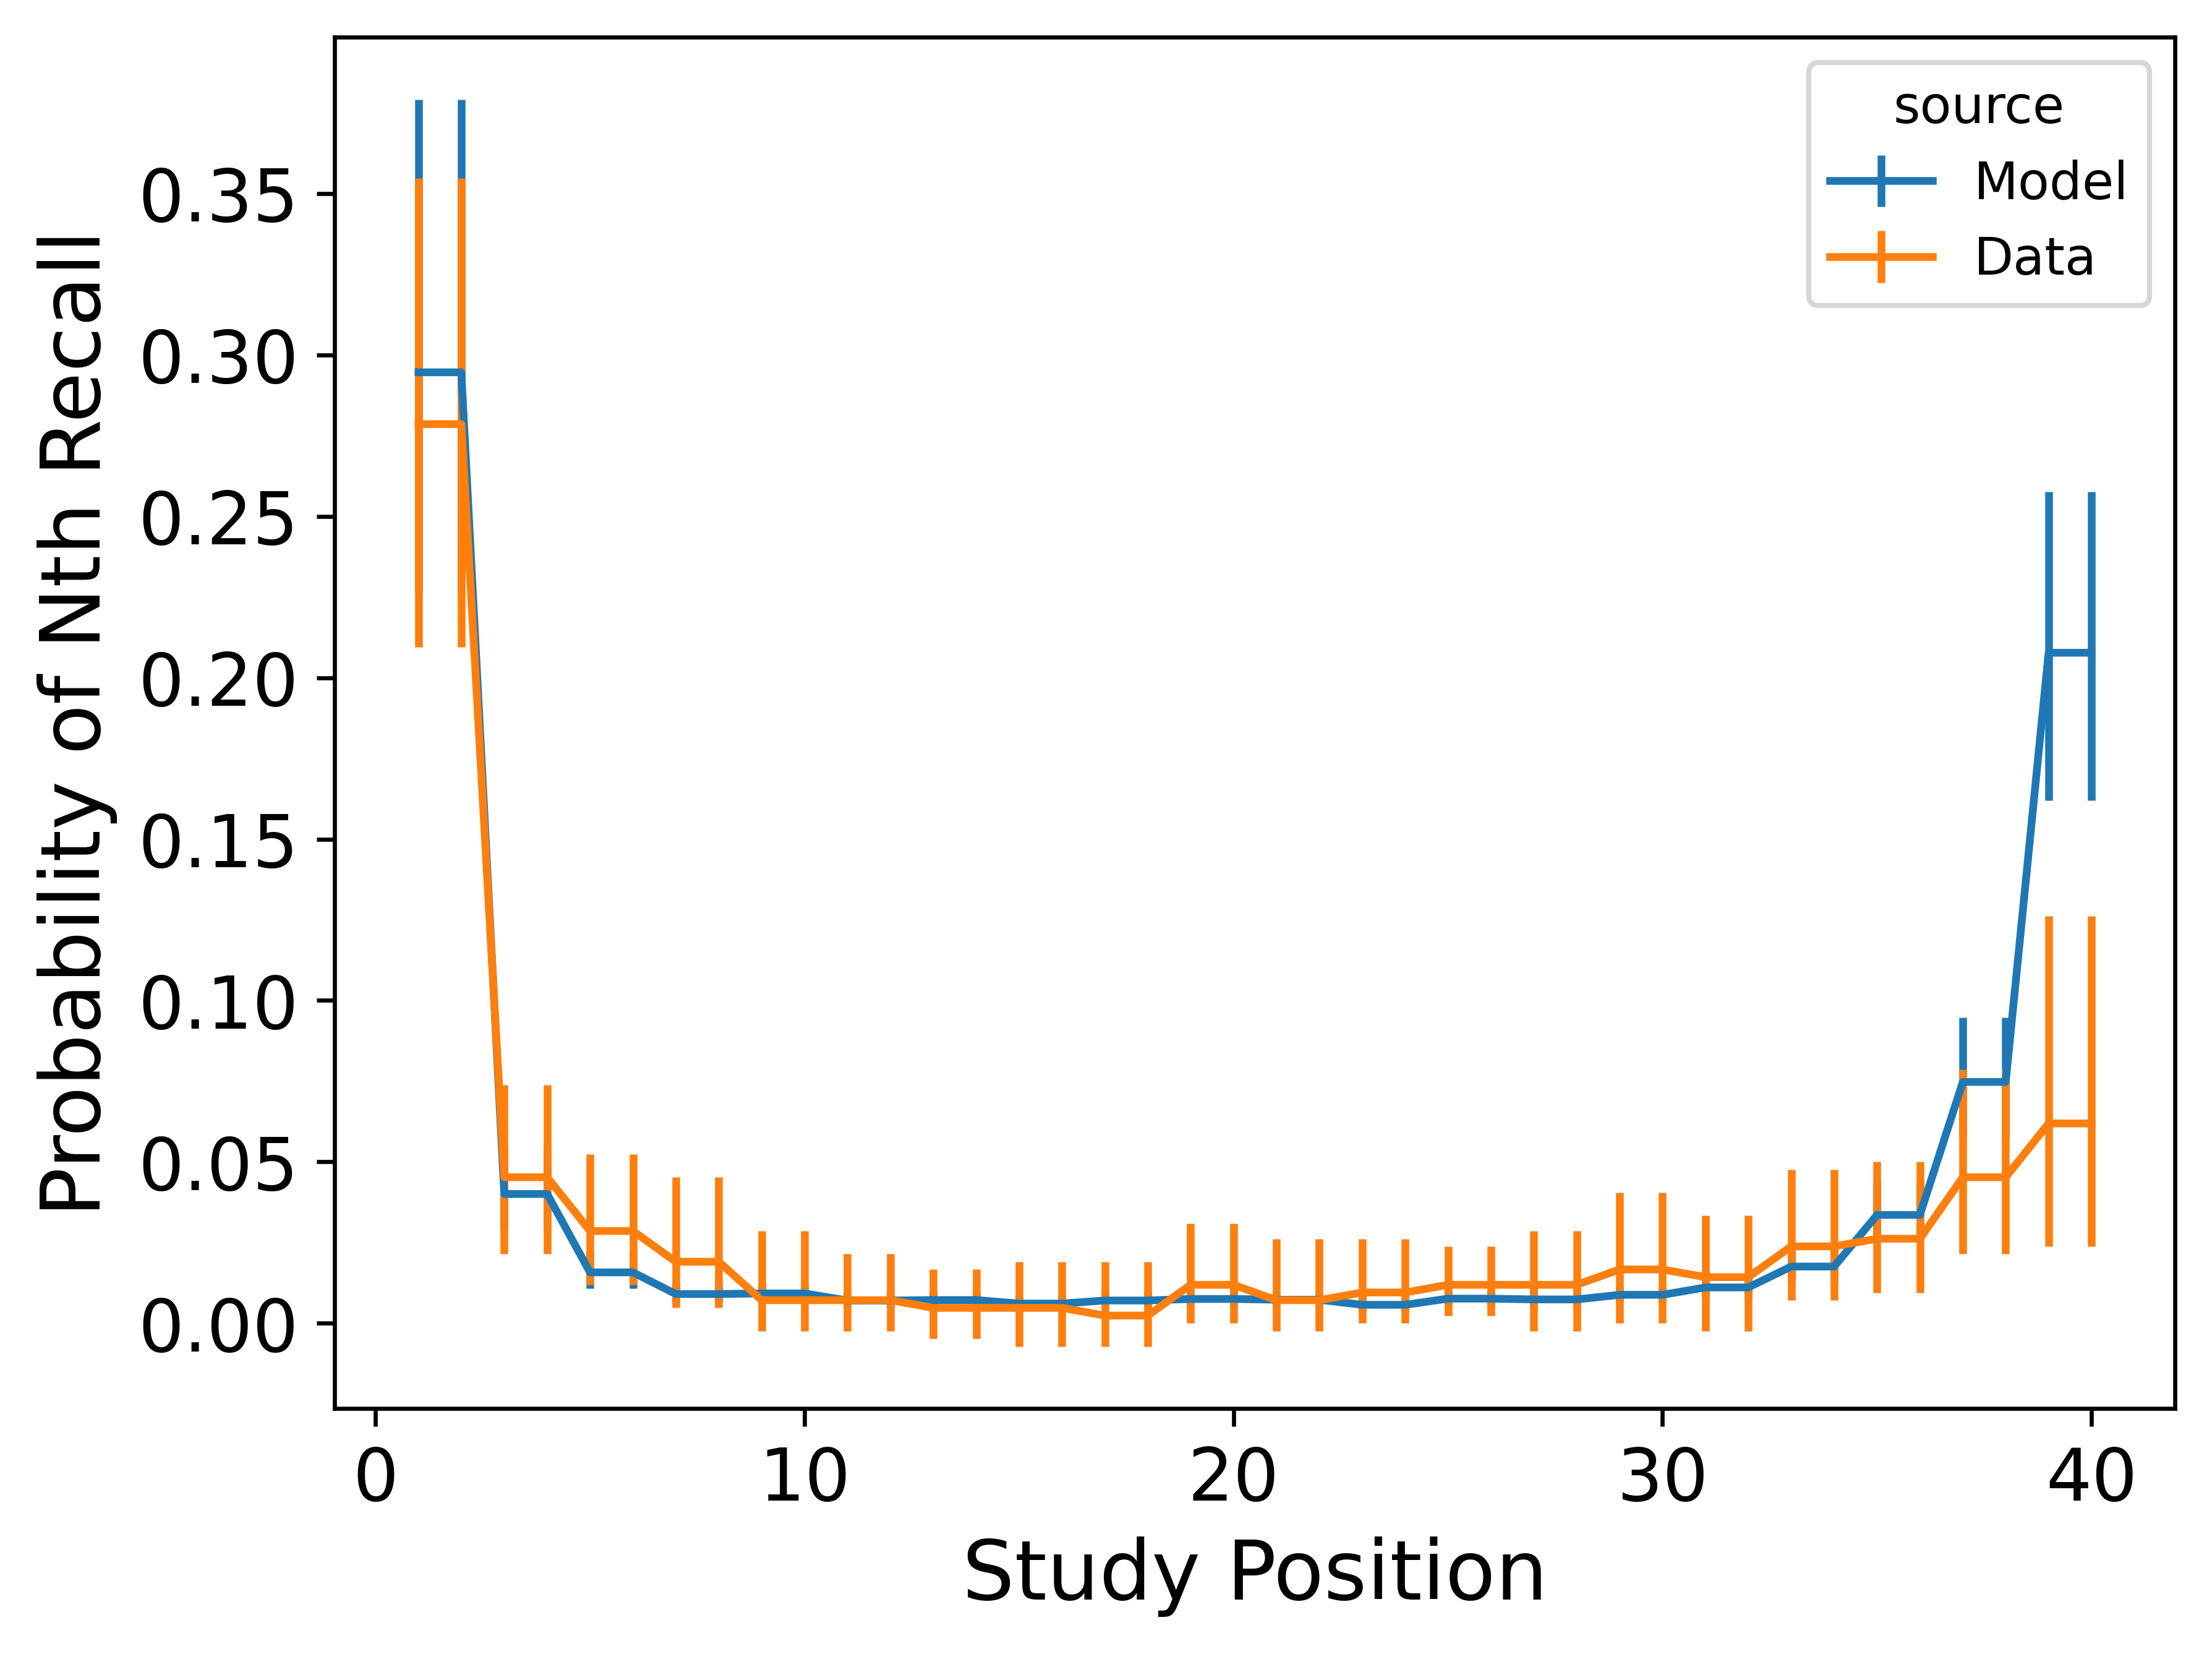 source
Model
Data
Probability of Nth Recall
0.35
0.30
0.25
0.20
0.15
0.10
0.05
0.00
0 10 20 30 40
Study Position